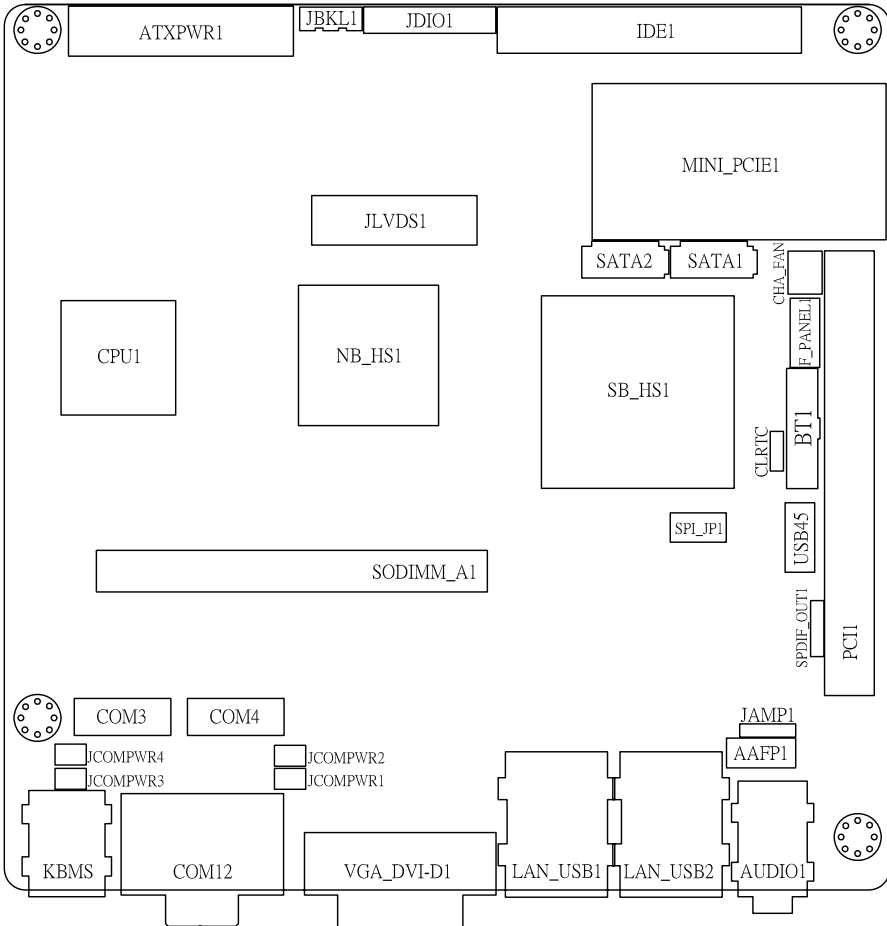 ATXPWR1
JBKL1
JDIO1
IDE1
MINI_PCIE1
JLVDS1
SATA2
SATA1
CHA_FAN
F_PANEL1
CPU1
NB_HS1
SB_HS1
BT1
CLRTC
SPI_JP1
USB45
SODIMM_A1
SPDIF_OUT1
PCI1
COM3
COM4
JAMP1
AAFP1
JCOMPWR4
JCOMPWR2
JCOMPWR3
JCOMPWR1
KBMS
COM12
VGA_DVI-D1
LAN_USB1
LAN_USB2
AUDIO1